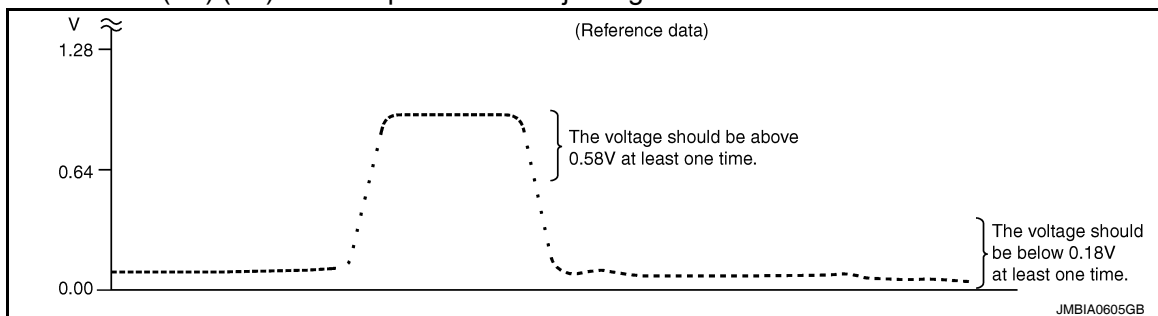 V
(Reference data)
1.28
The voltage should be above
0.58V at least one time.
0.64
The voltage should
be below 0.18V
at least one time.
0.00
JMBIA0605GB